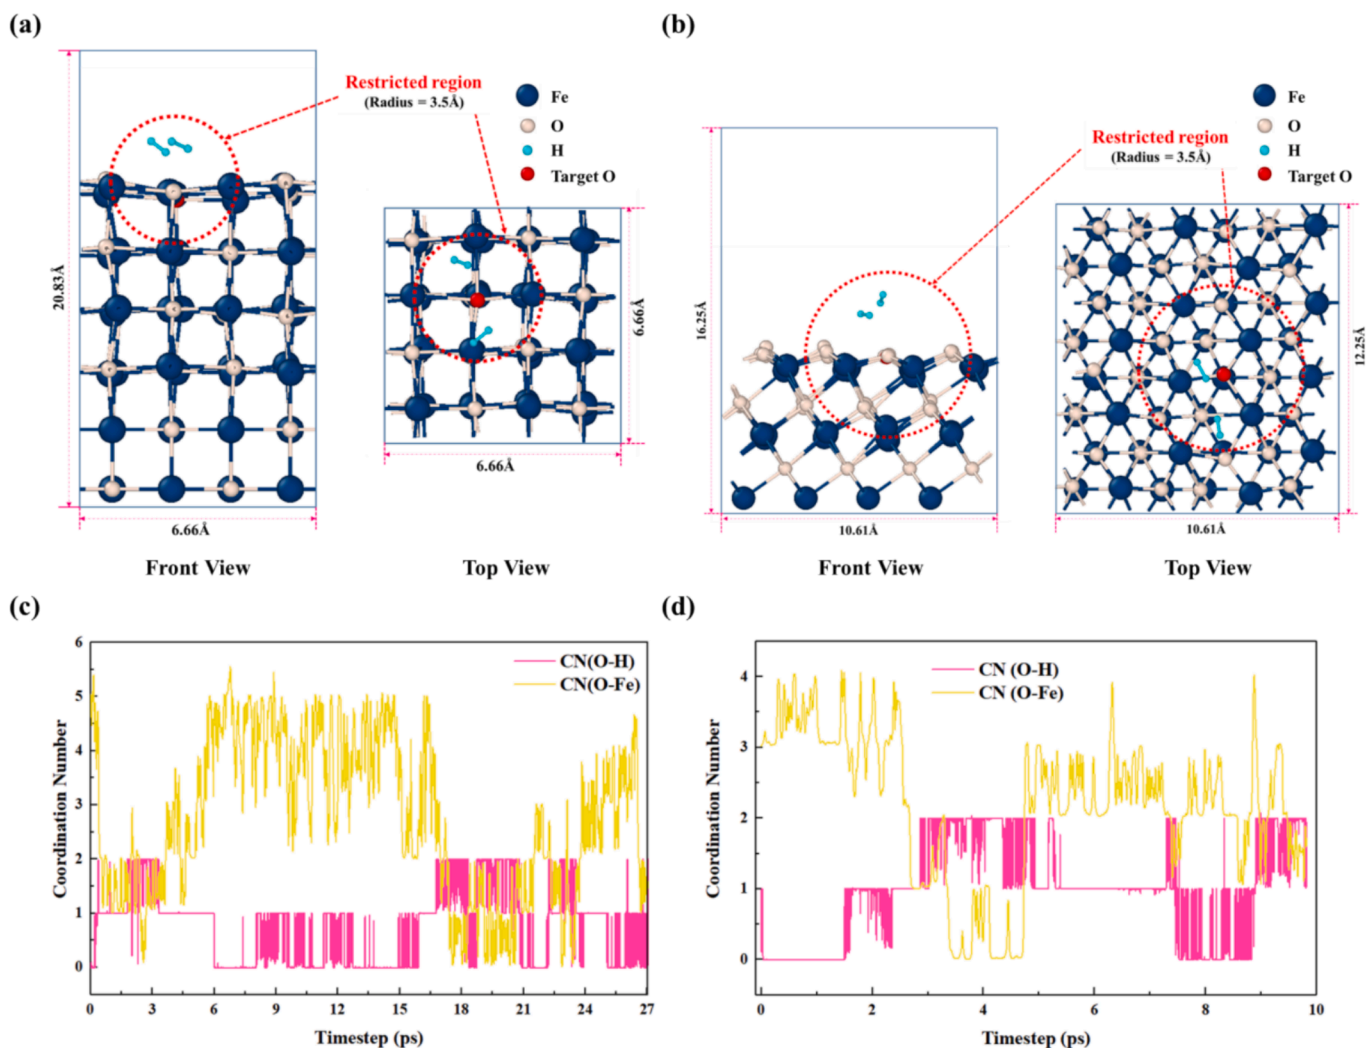 (a)
Restricted region
(Radius = 3.5Å)
Fe
O
H
Target O
20.83Å
6.66Å
6.66Å
6.66Å
Front View
Top View
(b)
Restricted region
(Radius = 3.5Å)
Fe
O
H
Target O
16.25Å
12.25Å
10.61Å
10.61Å
Front View
Top View
(c)
CN(O-H)
CN(O-Fe)
Coordination Number
6
5
4
3
2
1
0
0 3 6 9 12 15 18 21 24 27
Timestep (ps)
(d)
CN (O-H)
CN (O-Fe)
Coordination Number
4
3
2
1
0
0 2 4 6 8 10
Timestep (ps)